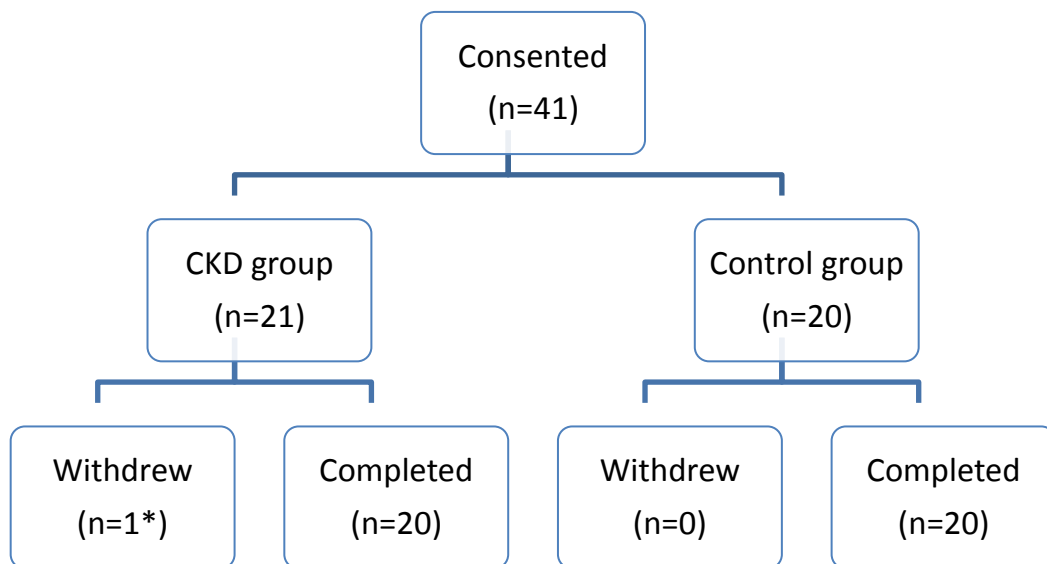 Consented
(n=41)
CKD group
(n=21)
Control group
(n=20)
Withdrew
(n=1*)
Completed
(n=20)
Withdrew
(n=0)
Completed
(n=20)